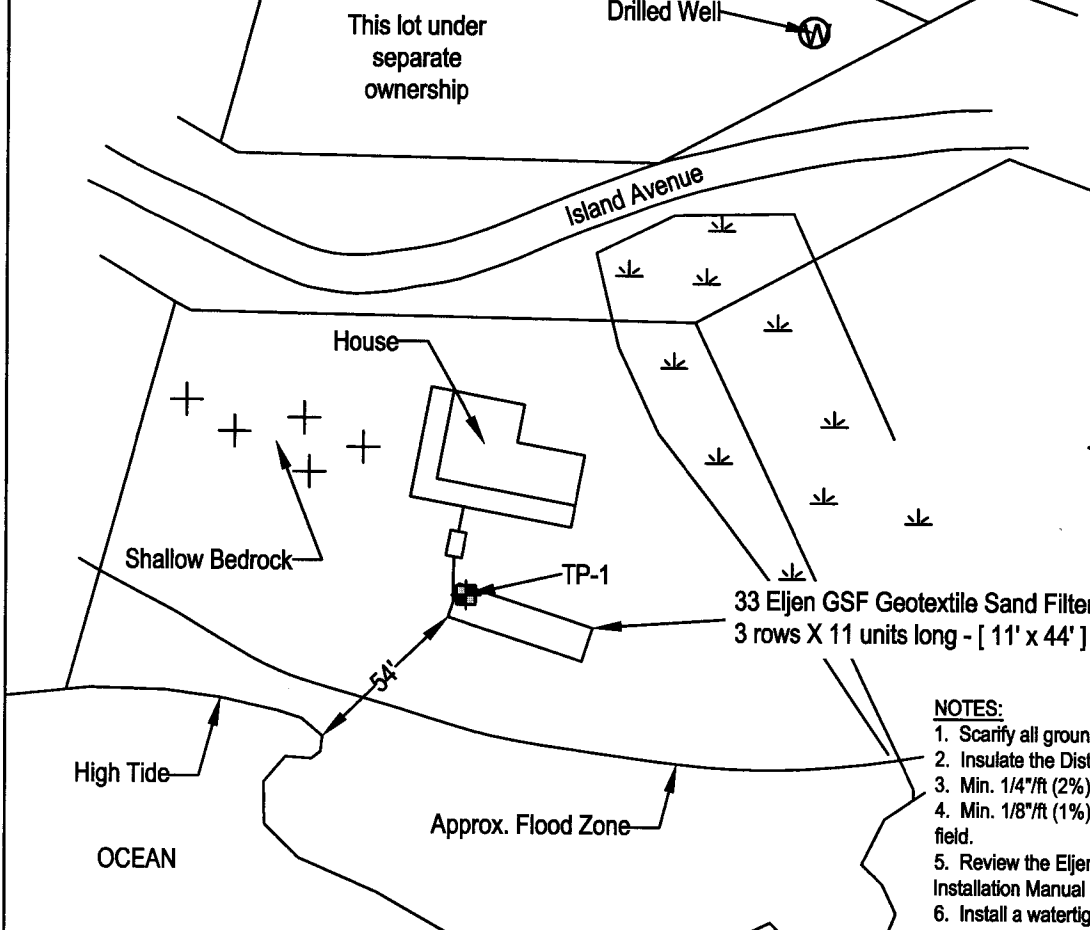 This lot under
separate
ownership
Drilled Well
W
Island Avenue
House
Shallow Bedrock
TP-1
33 Eljen GSF Geotextile Sand Filter
3 rows X 11 units long - [ 11' x 44' ]
54'
High Tide
Approx. Flood Zone
OCEAN
NOTES:
1. Scarify all groun
2. Insulate the Dist
3. Min. 1/4"/ft (2%)
4. Min. 1/8"/ft (1%)
field.
5. Review the Eljen
Installation Manual
6. Install a watertig